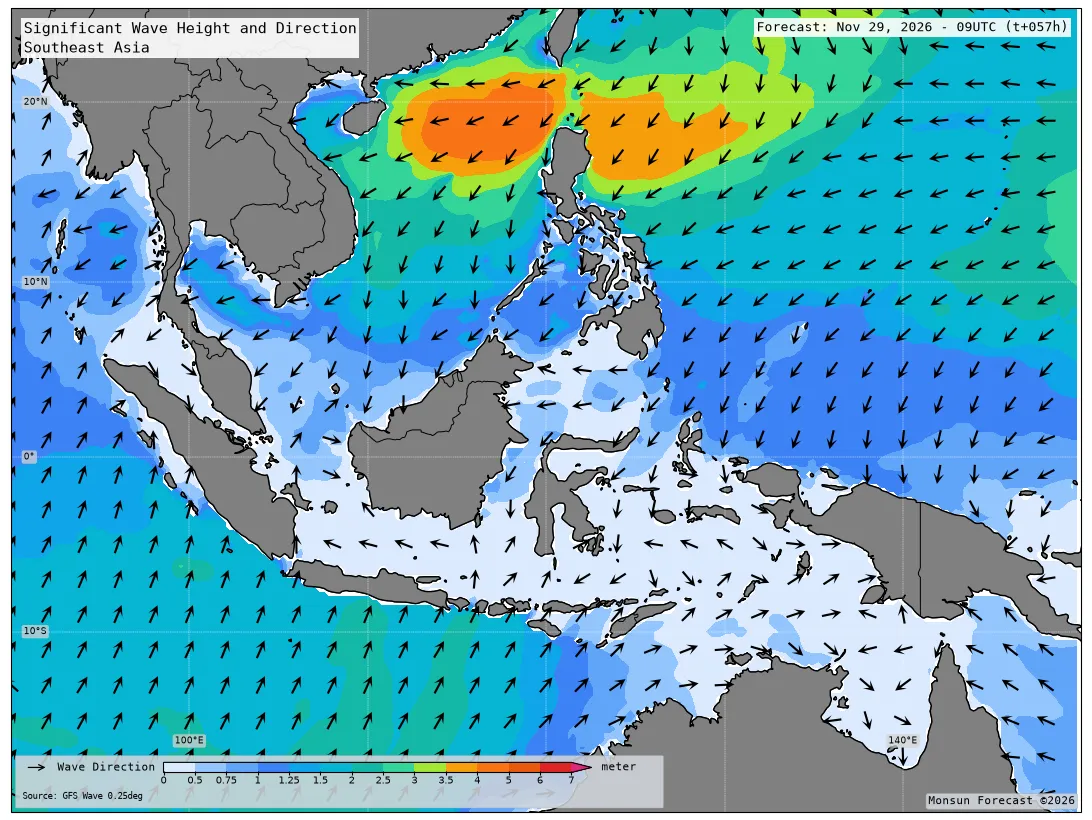 Significant Wave Height and Direction
Southeast Asia
Forecast: Nov 29, 2026 - 09UTC (t+057h)
20°N
10°N
0°
10°S
100°E
140°E
Wave Direction
meter
0 0.5 0.75 1 1.25 1.5 2 2.5 3 3.5 4 5 6 7
Source: GFS Wave 0.25deg
Monsun Forecast ©2026